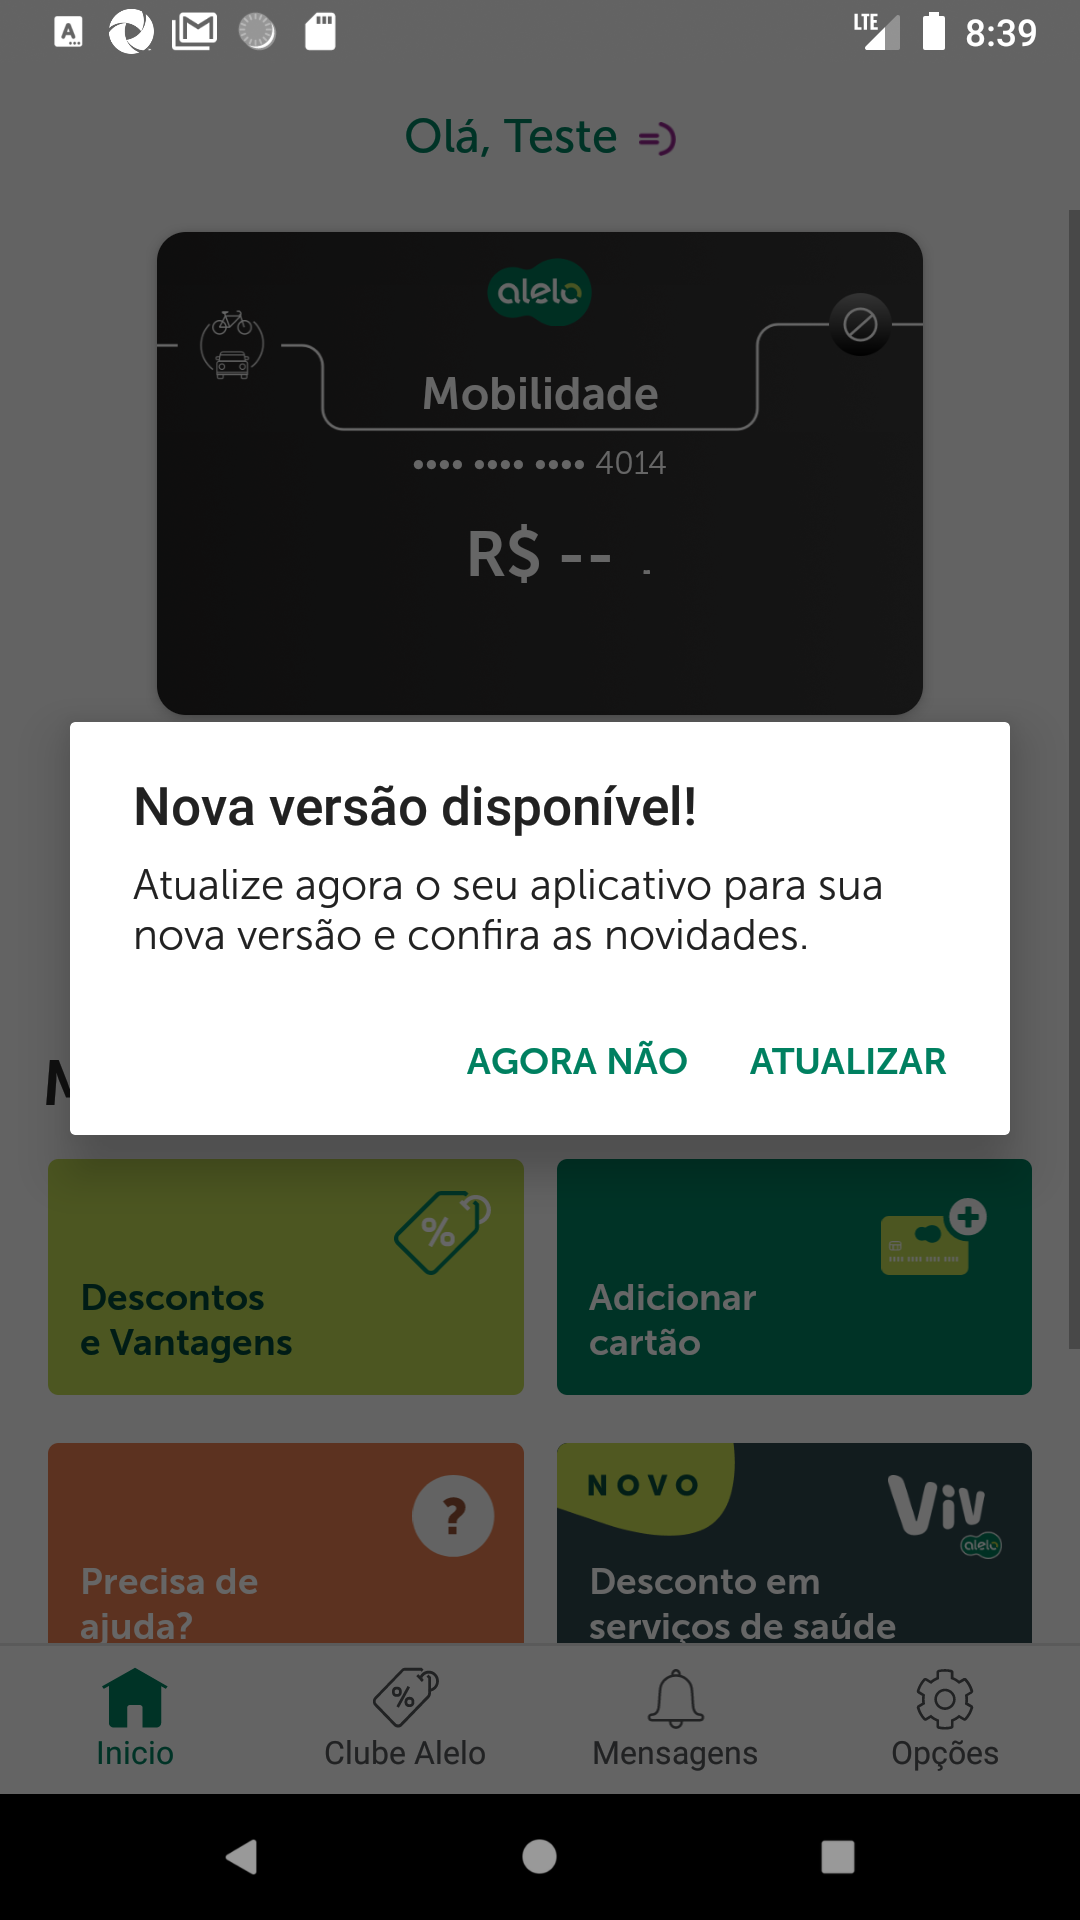 LTE 8:39
Olá, Teste =)
alelo
Mobilidade
•••• •••• •••• 4014
R$ -- -
Nova versão disponível!
Atualize agora o seu aplicativo para sua
nova versão e confira as novidades.
AGORA NÃO ATUALIZAR
Descontos
e Vantagens
%
Adicionar
cartão
Precisa de
ajuda?
?
NOVO
Viv
alelo
Desconto em
serviços de saúde
Inicio
Clube Alelo
Mensagens
Opções